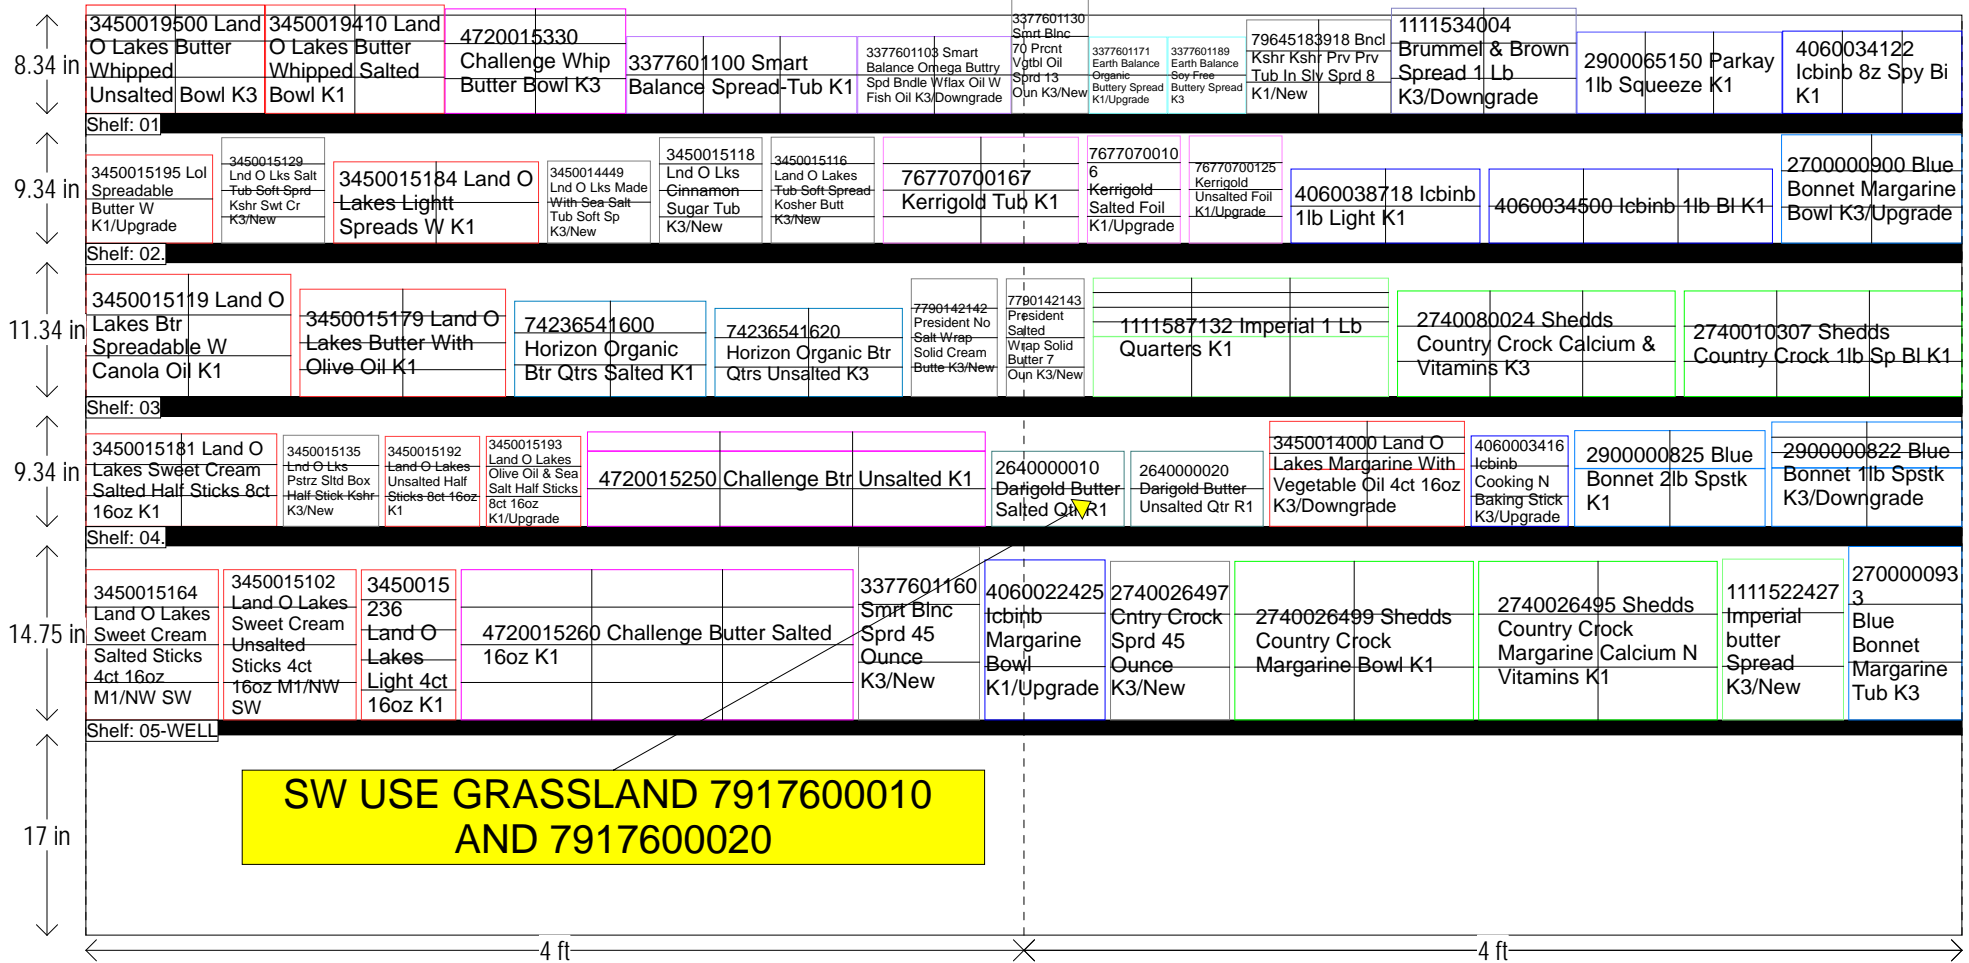 8.34 in
3450019500 Land
O Lakes Butter
Whipped
Unsalted Bowl K3
3450019410 Land
O Lakes Butter
Whipped Salted
Bowl K1
4720015330
Challenge Whip
Butter Bowl K3
3377601100 Smart
Balance Spread-Tub K1
3377601103 Smart
Balance Omega Buttry
Spd Bndle Wflax Oil W
Fish Oil K3/Downgrade
3377601130
Smrt Blnc
70 Prcnt
Vgtbl Oil
Sprd 13
Oun K3/New
3377601171
Earth Balance
Organic
Buttery Spread
K1/Upgrade
3377601189
Earth Balance
Soy Free
Buttery Spread
K3
79645183918 Bncl
Kshr Kshr Prv Prv
Tub In Slv Sprd 8
K1/New
1111534004
Brummel & Brown
Spread 1 Lb
K3/Downgrade
2900065150 Parkay
1lb Squeeze K1
4060034122
Icbinb 8z Spy Bi
K1
Shelf: 01
9.34 in
3450015195 Lol
Spreadable
Butter W
K1/Upgrade
3450015129
Lnd O Lks Salt
Tub Soft Sprd
Kshr Swt Cr
K3/New
3450015184 Land O
Lakes Lightt
Spreads W K1
3450014449
Lnd O Lks Made
With Sea Salt
Tub Soft Sp
K3/New
3450015118
Lnd O Lks
Cinnamon
Sugar Tub
K3/New
3450015116
Land O Lakes
Tub Soft Spread
Kosher Butt
K3/New
76770700167
Kerrigold Tub K1
7677070010
6
Kerrigold
Salted Foil
K1/Upgrade
76770700125
Kerrigold
Unsalted Foil
K1/Upgrade
4060038718 Icbinb
1lb Light K1
4060034500 Icbinb 1lb Bl K1
2700000900 Blue
Bonnet Margarine
Bowl K3/Upgrade
Shelf: 02.
11.34 in
3450015119 Land O
Lakes Btr
Spreadable W
Canola Oil K1
3450015179 Land O
Lakes Butter With
Olive Oil K1
74236541600
Horizon Organic
Btr Qtrs Salted K1
74236541620
Horizon Organic Btr
Qtrs Unsalted K3
7790142142
President No
Salt Wrap
Solid Cream
Butte K3/New
7790142143
President
Salted
Wrap Solid
Butter 7
Oun K3/New
1111587132 Imperial 1 Lb
Quarters K1
2740080024 Shedds
Country Crock Calcium &
Vitamins K3
2740010307 Shedds
Country Crock 1lb Sp Bl K1
Shelf: 03
9.34 in
3450015181 Land O
Lakes Sweet Cream
Salted Half Sticks 8ct
16oz K1
3450015135
Lnd O Lks
Pstrz Sltd Box
Half Stick Kshr
K3/New
3450015192
Land O Lakes
Unsalted Half
Sticks 8ct 16oz
K1
3450015193
Land O Lakes
Olive Oil & Sea
Salt Half Sticks
8ct 16oz
K1/Upgrade
4720015250 Challenge Btr Unsalted K1
2640000010
Darigold Butter
Salted Qtr R1
2640000020
Darigold Butter
Unsalted Qtr R1
3450014000 Land O
Lakes Margarine With
Vegetable Oil 4ct 16oz
K3/Downgrade
4060003416
Icbinb
Cooking N
Baking Stick
K3/Upgrade
2900000825 Blue
Bonnet 2lb Spstk
K1
2900000822 Blue
Bonnet 1lb Spstk
K3/Downgrade
Shelf: 04.
14.75 in
3450015164
Land O Lakes
Sweet Cream
Salted Sticks
4ct 16oz
M1/NW SW
3450015102
Land O Lakes
Sweet Cream
Unsalted
Sticks 4ct
16oz M1/NW
SW
3450015
236
Land O
Lakes
Light 4ct
16oz K1
4720015260 Challenge Butter Salted
16oz K1
3377601160
Smrt Blnc
Sprd 45
Ounce
K3/New
4060022425
Icbinb
Margarine
Bowl
K1/Upgrade
2740026497
Cntry Crock
Sprd 45
Ounce
K3/New
2740026499 Shedds
Country Crock
Margarine Bowl K1
2740026495 Shedds
Country Crock
Margarine Calcium N
Vitamins K1
1111522427
Imperial
butter
Spread
K3/New
270000093
3
Blue
Bonnet
Margarine
Tub K3
Shelf: 05-WELL
17 in
SW USE GRASSLAND 7917600010
AND 7917600020
4 ft
4 ft